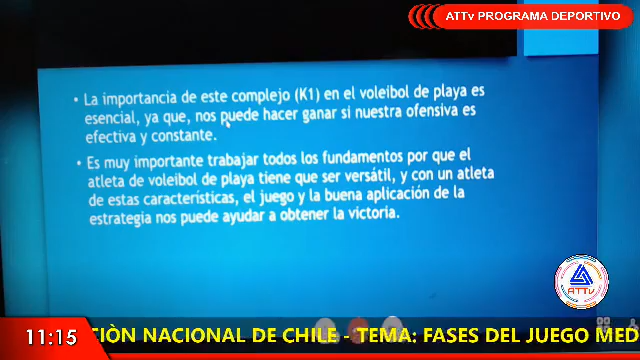 ATTv PROGRAMA DEPORTIVO
• La importancia de este complejo (K1) en el voleibol de playa es
esencial, ya que, nos puede hacer ganar si nuestra ofensiva es
efectiva y constante.
• Es muy importante trabajar todos los fundamentos por que el
atleta de voleibol de playa tiene que ser versátil, y con un atleta
de estas características, el juego y la buena aplicación de la
estrategia nos puede ayudar a obtener la victoria.
ATTv
11:15 TIÒN NACIONAL DE CHILE - TEMA: FASES DEL JUEGO MED